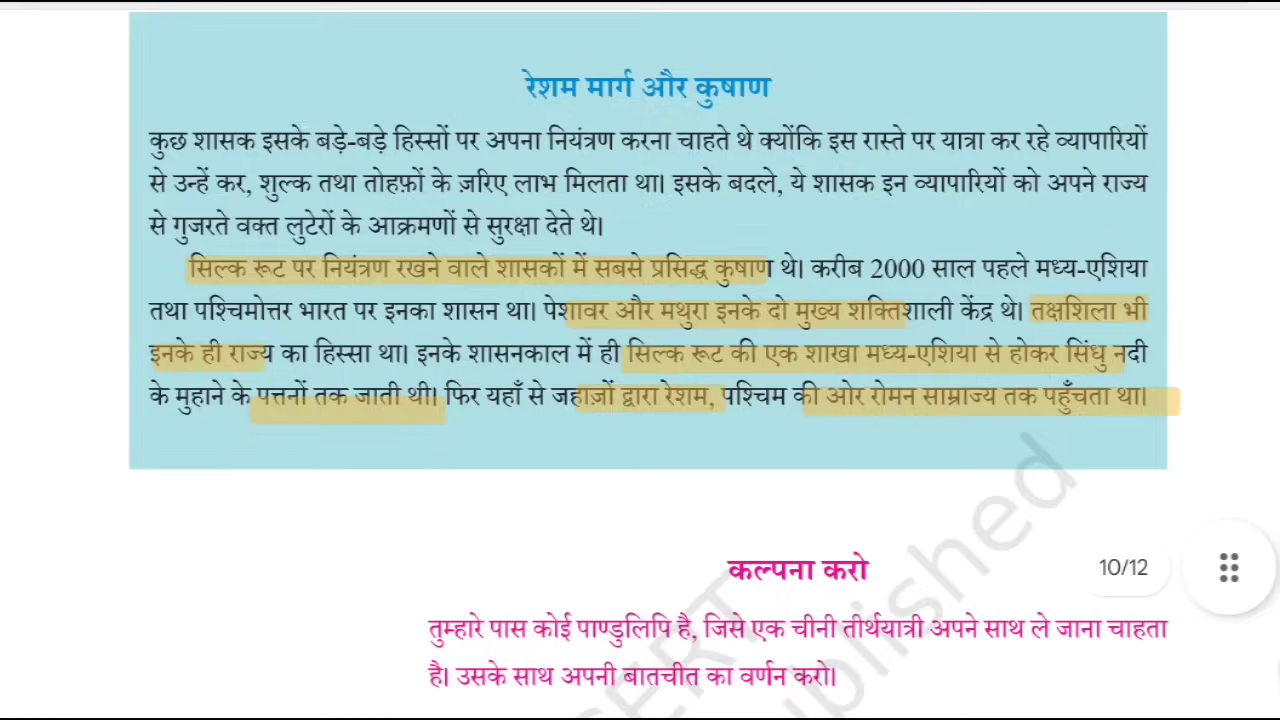 रेशम मार्ग और कुषाण
कुछ शासक इसके बड़े-बड़े हिस्सों पर अपना नियंत्रण करना चाहते थे क्योंकि इस रास्ते पर यात्रा कर रहे व्यापारियों
से उन्हें कर, शुल्क तथा तोहफ़ों के ज़रिए लाभ मिलता था। इसके बदले, ये शासक इन व्यापारियों को अपने राज्य
से गुजरते वक्त लुटेरों के आक्रमणों से सुरक्षा देते थे।
सिल्क रूट पर नियंत्रण रखने वाले शासकों में सबसे प्रसिद्ध कुषाण थे। करीब 2000 साल पहले मध्य-एशिया
तथा पश्चिमोत्तर भारत पर इनका शासन था। पेशावर और मथुरा इनके दो मुख्य शक्तिशाली केंद्र थे। तक्षशिला भी
इनके ही राज्य का हिस्सा था। इनके शासनकाल में ही सिल्क रूट की एक शाखा मध्य-एशिया से होकर सिंधु नदी
के मुहाने के पत्तनों तक जाती थी। फिर यहाँ से जहाज़ों द्वारा रेशम, पश्चिम की ओर रोमन साम्राज्य तक पहुँचता था।
कल्पना करो
10/12
तुम्हारे पास कोई पाण्डुलिपि है, जिसे एक चीनी तीर्थयात्री अपने साथ ले जाना चाहता
है। उसके साथ अपनी बातचीत का वर्णन करो।